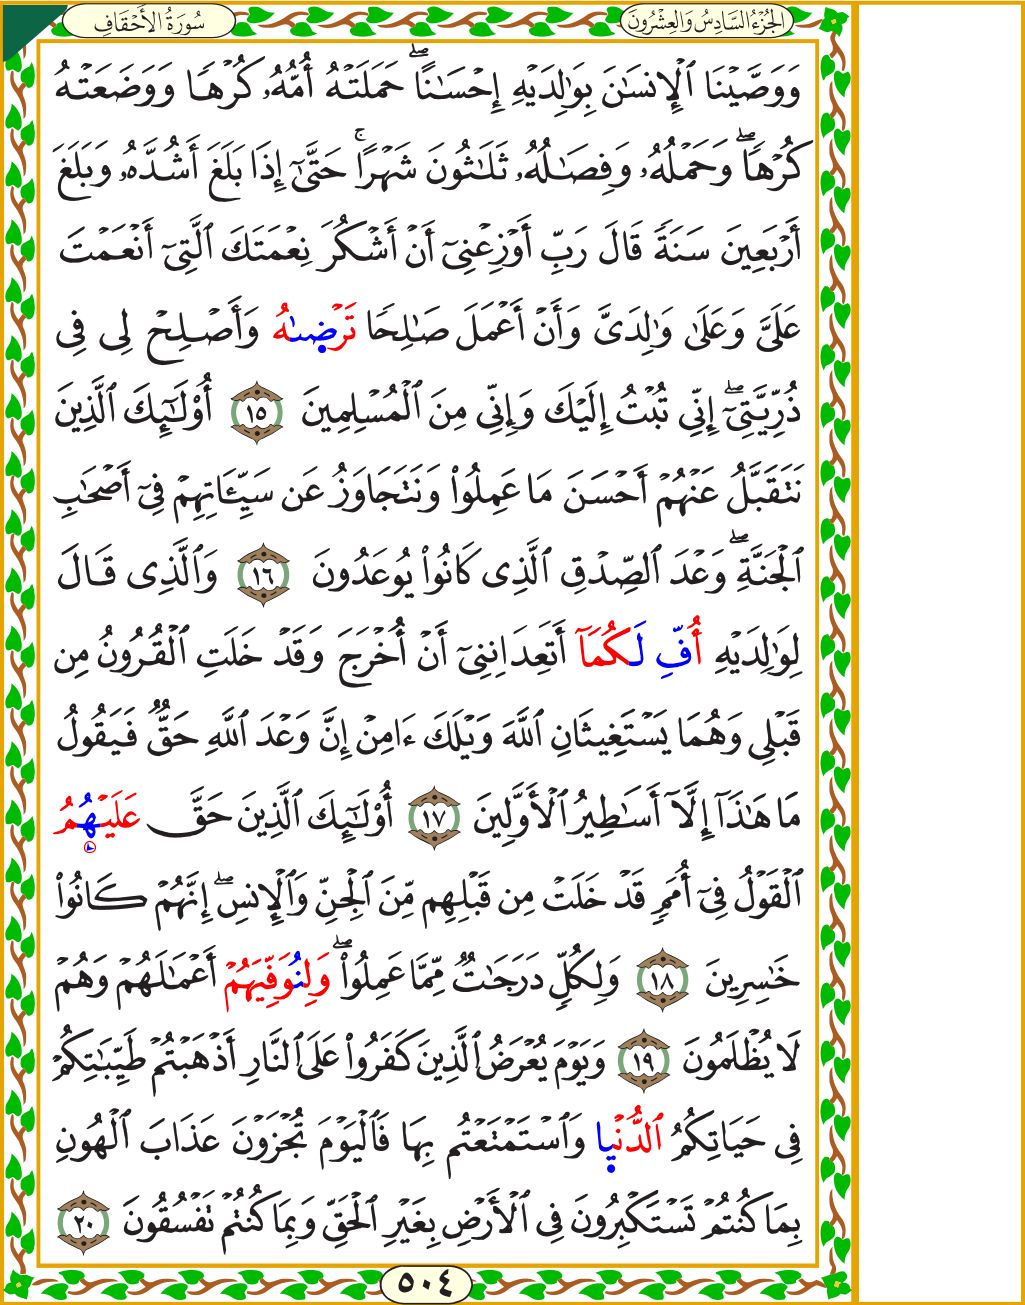 الجُزْءُ السَّادِسُ وَالعِشْرُونَ
سُورَةُ الأَحْقَافِ
وَوَصَّيْنَا ٱلْإِنسَـٰنَ بِوَٰلِدَيْهِ إِحْسَـٰنًا ۖ حَمَلَتْهُ أُمُّهُۥ كُرْهًا وَوَضَعَتْهُ
كُرْهًا ۖ وَحَمْلُهُۥ وَفِصَـٰلُهُۥ ثَلَـٰثُونَ شَهْرًا ۚ حَتَّىٰٓ إِذَا بَلَغَ أَشُدَّهُۥ وَبَلَغَ
أَرْبَعِينَ سَنَةً قَالَ رَبِّ أَوْزِعْنِىٓ أَنْ أَشْكُرَ نِعْمَتَكَ ٱلَّتِىٓ أَنْعَمْتَ
عَلَىَّ وَعَلَىٰ وَٰلِدَىَّ وَأَنْ أَعْمَلَ صَـٰلِحًا تَرْضىٰهُ وَأَصْلِحْ لِى فِى
ذُرِّيَّتِىٓ ۖ إِنِّى تُبْتُ إِلَيْكَ وَإِنِّى مِنَ ٱلْمُسْلِمِينَ ١٥ أُو۟لَـٰٓئِكَ ٱلَّذِينَ
نَتَقَبَّلُ عَنْهُمْ أَحْسَنَ مَا عَمِلُوا۟ وَنَتَجَاوَزُ عَن سَيِّـَٔاتِهِمْ فِىٓ أَصْحَـٰبِ
ٱلْجَنَّةِ ۖ وَعْدَ ٱلصِّدْقِ ٱلَّذِى كَانُوا۟ يُوعَدُونَ ١٦ وَٱلَّذِى قَالَ
لِوَٰلِدَيْهِ أُفِّ لَكُمَآ أَتَعِدَانِنِىٓ أَنْ أُخْرَجَ وَقَدْ خَلَتِ ٱلْقُرُونُ مِن
قَبْلِى وَهُمَا يَسْتَغِيثَانِ ٱللَّهَ وَيْلَكَ ءَامِنْ إِنَّ وَعْدَ ٱللَّهِ حَقٌّ فَيَقُولُ
مَا هَـٰذَآ إِلَّآ أَسَـٰطِيرُ ٱلْأَوَّلِينَ ١٧ أُو۟لَـٰٓئِكَ ٱلَّذِينَ حَقَّ عَلَيْهُمُ
ٱلْقَوْلُ فِىٓ أُمَمٍ قَدْ خَلَتْ مِن قَبْلِهِم مِّنَ ٱلْجِنِّ وَٱلْإِنسِ ۖ إِنَّهُمْ كَانُوا۟
خَـٰسِرِينَ ١٨ وَلِكُلٍّ دَرَجَـٰتٌ مِّمَّا عَمِلُوا۟ ۖ وَلِنُوَفِّيَهُمْ أَعْمَـٰلَهُمْ وَهُمْ
لَا يُظْلَمُونَ ١٩ وَيَوْمَ يُعْرَضُ ٱلَّذِينَ كَفَرُوا۟ عَلَى ٱلنَّارِ أَذْهَبْتُمْ طَيِّبَـٰتِكُمْ
فِى حَيَاتِكُمُ ٱلدُّنْيا وَٱسْتَمْتَعْتُم بِهَا فَٱلْيَوْمَ تُجْزَوْنَ عَذَابَ ٱلْهُونِ
بِمَا كُنتُمْ تَسْتَكْبِرُونَ فِى ٱلْأَرْضِ بِغَيْرِ ٱلْحَقِّ وَبِمَا كُنتُمْ تَفْسُقُونَ ٢٠
٥٠٤